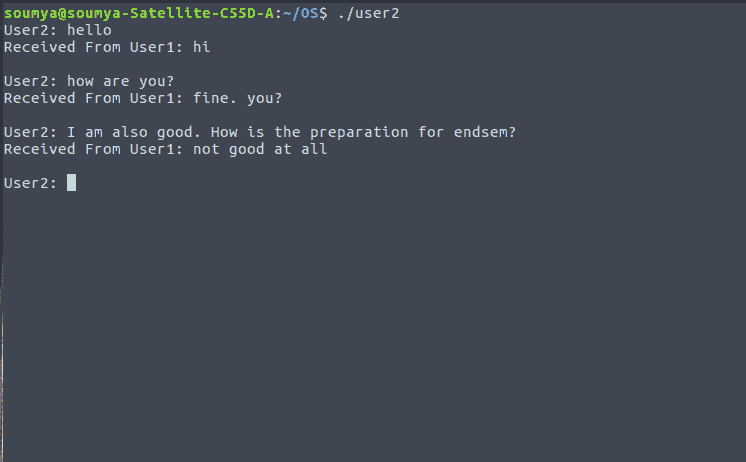 soumya@soumya-Satellite-C55D-A:~/OS$ ./user2
User2: hello
Received From User1: hi
User2: how are you?
Received From User1: fine. you?
User2: I am also good. How is the preparation for endsem?
Received From User1: not good at all
User2: